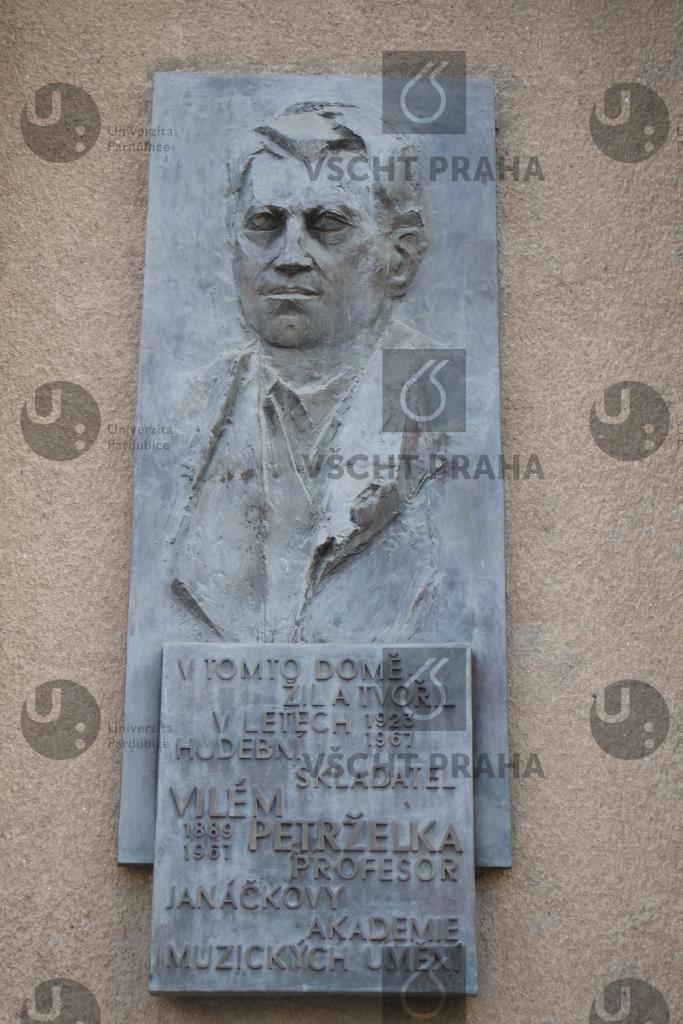 V TOMTO DOMĚ
ŽIL A TVOŘIL
V LETECH 1923
1967
HUDEBNÍ
SKLADATEL
VILÉM
1889
1967
PETRŽELKA
PROFESOR
JANÁČKOVY
AKADEMIE
MUZICKÝCH UMĚNÍ
Univerzita
Pardubice
VŠCHT PRAHA
Univerzita
Pardubice
VŠCHT PRAHA
Univerzita
Pardubice
VŠCHT PRAHA